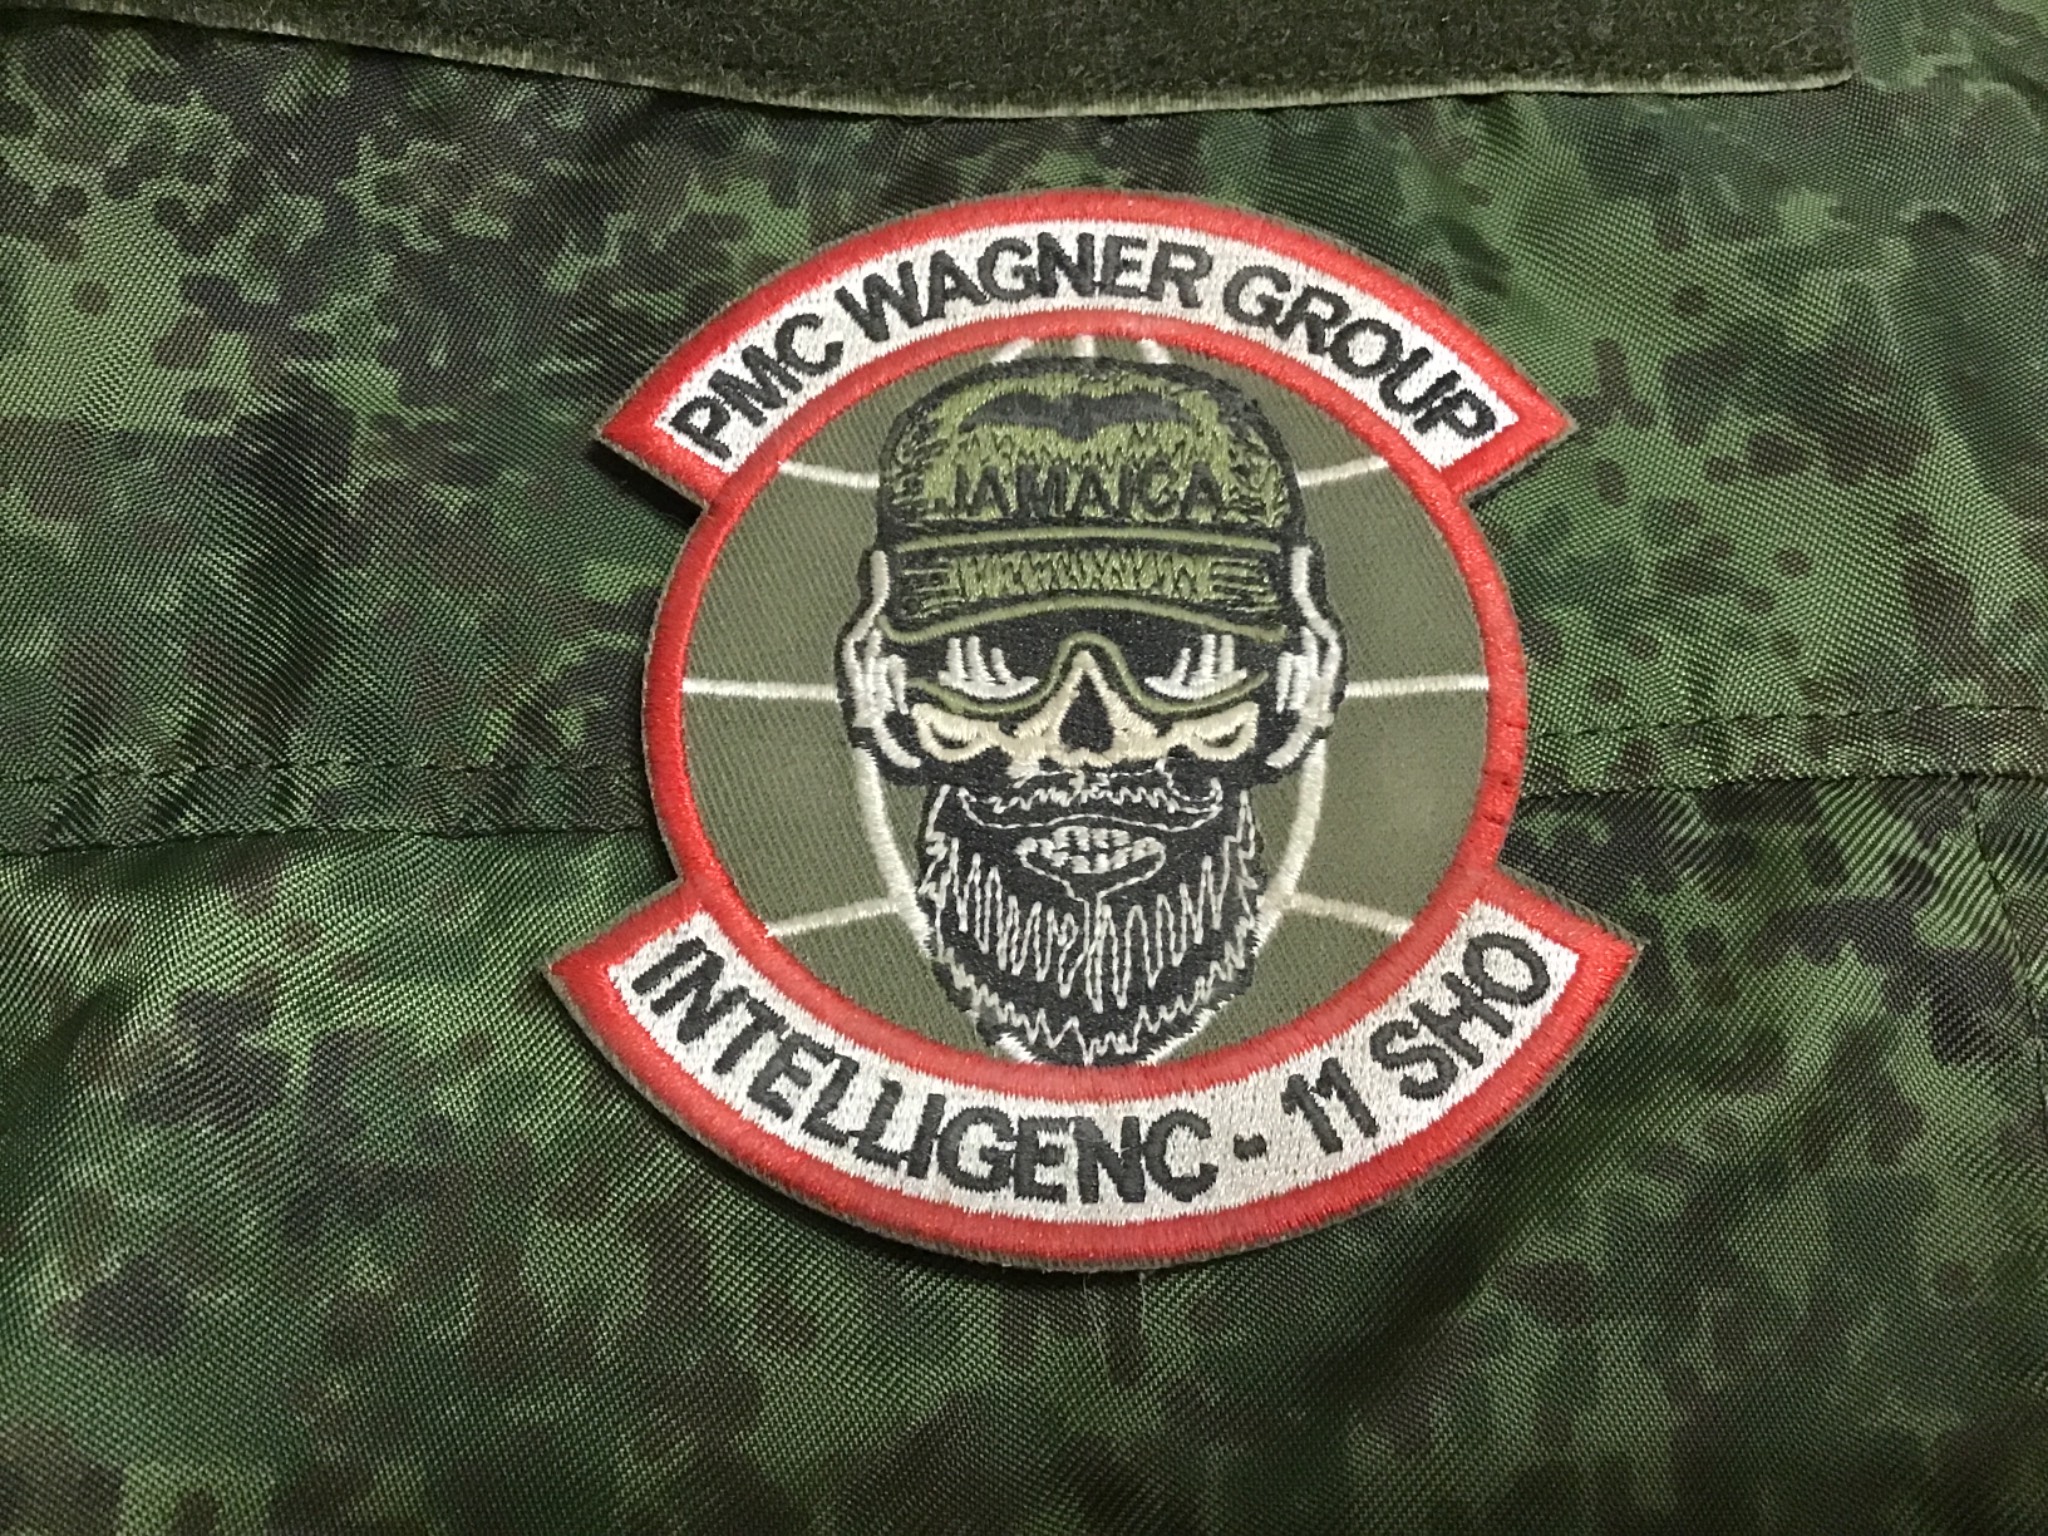 PMC WAGNER GROUP
JAMAICA
INTELLIGENC - 11 SHO